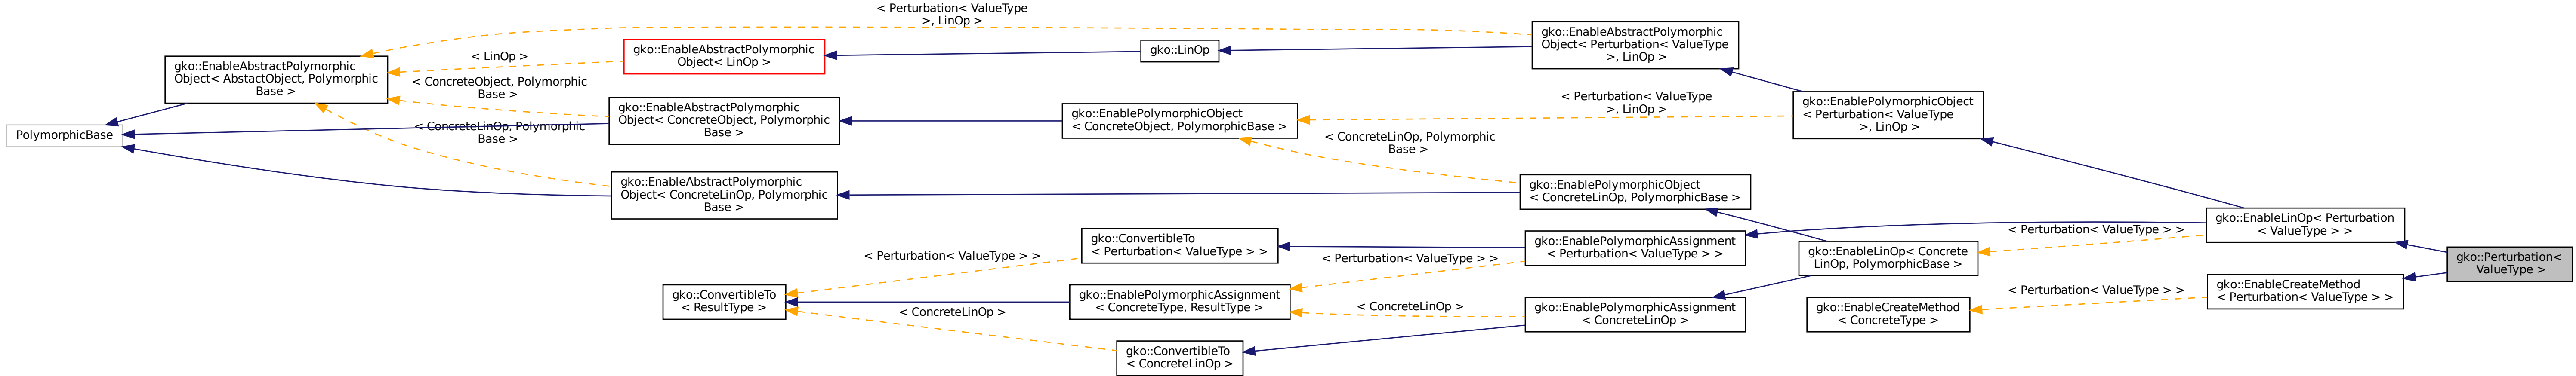 PolymorphicBase
gko::EnableAbstractPolymorphic
Object< AbstactObject, Polymorphic
Base >
< Perturbation< ValueType
>, LinOp >
< LinOp >
< ConcreteObject, Polymorphic
Base >
< ConcreteLinOp, Polymorphic
Base >
gko::EnableAbstractPolymorphic
Object< LinOp >
gko::EnableAbstractPolymorphic
Object< ConcreteObject, Polymorphic
Base >
gko::EnableAbstractPolymorphic
Object< ConcreteLinOp, Polymorphic
Base >
gko::ConvertibleTo
< ResultType >
< Perturbation< ValueType > >
< ConcreteLinOp >
gko::LinOp
gko::EnablePolymorphicObject
< ConcreteObject, PolymorphicBase >
gko::ConvertibleTo
< Perturbation< ValueType > >
gko::EnablePolymorphicAssignment
< ConcreteType, ResultType >
gko::ConvertibleTo
< ConcreteLinOp >
< Perturbation< ValueType
>, LinOp >
< ConcreteLinOp, Polymorphic
Base >
< Perturbation< ValueType > >
< ConcreteLinOp >
gko::EnableAbstractPolymorphic
Object< Perturbation< ValueType
>, LinOp >
gko::EnablePolymorphicObject
< ConcreteLinOp, PolymorphicBase >
gko::EnablePolymorphicAssignment
< Perturbation< ValueType > >
gko::EnablePolymorphicAssignment
< ConcreteLinOp >
gko::EnablePolymorphicObject
< Perturbation< ValueType
>, LinOp >
gko::EnableLinOp< Concrete
LinOp, PolymorphicBase >
gko::EnableCreateMethod
< ConcreteType >
< Perturbation< ValueType > >
< Perturbation< ValueType > >
gko::EnableLinOp< Perturbation
< ValueType > >
gko::EnableCreateMethod
< Perturbation< ValueType > >
gko::Perturbation<
ValueType >